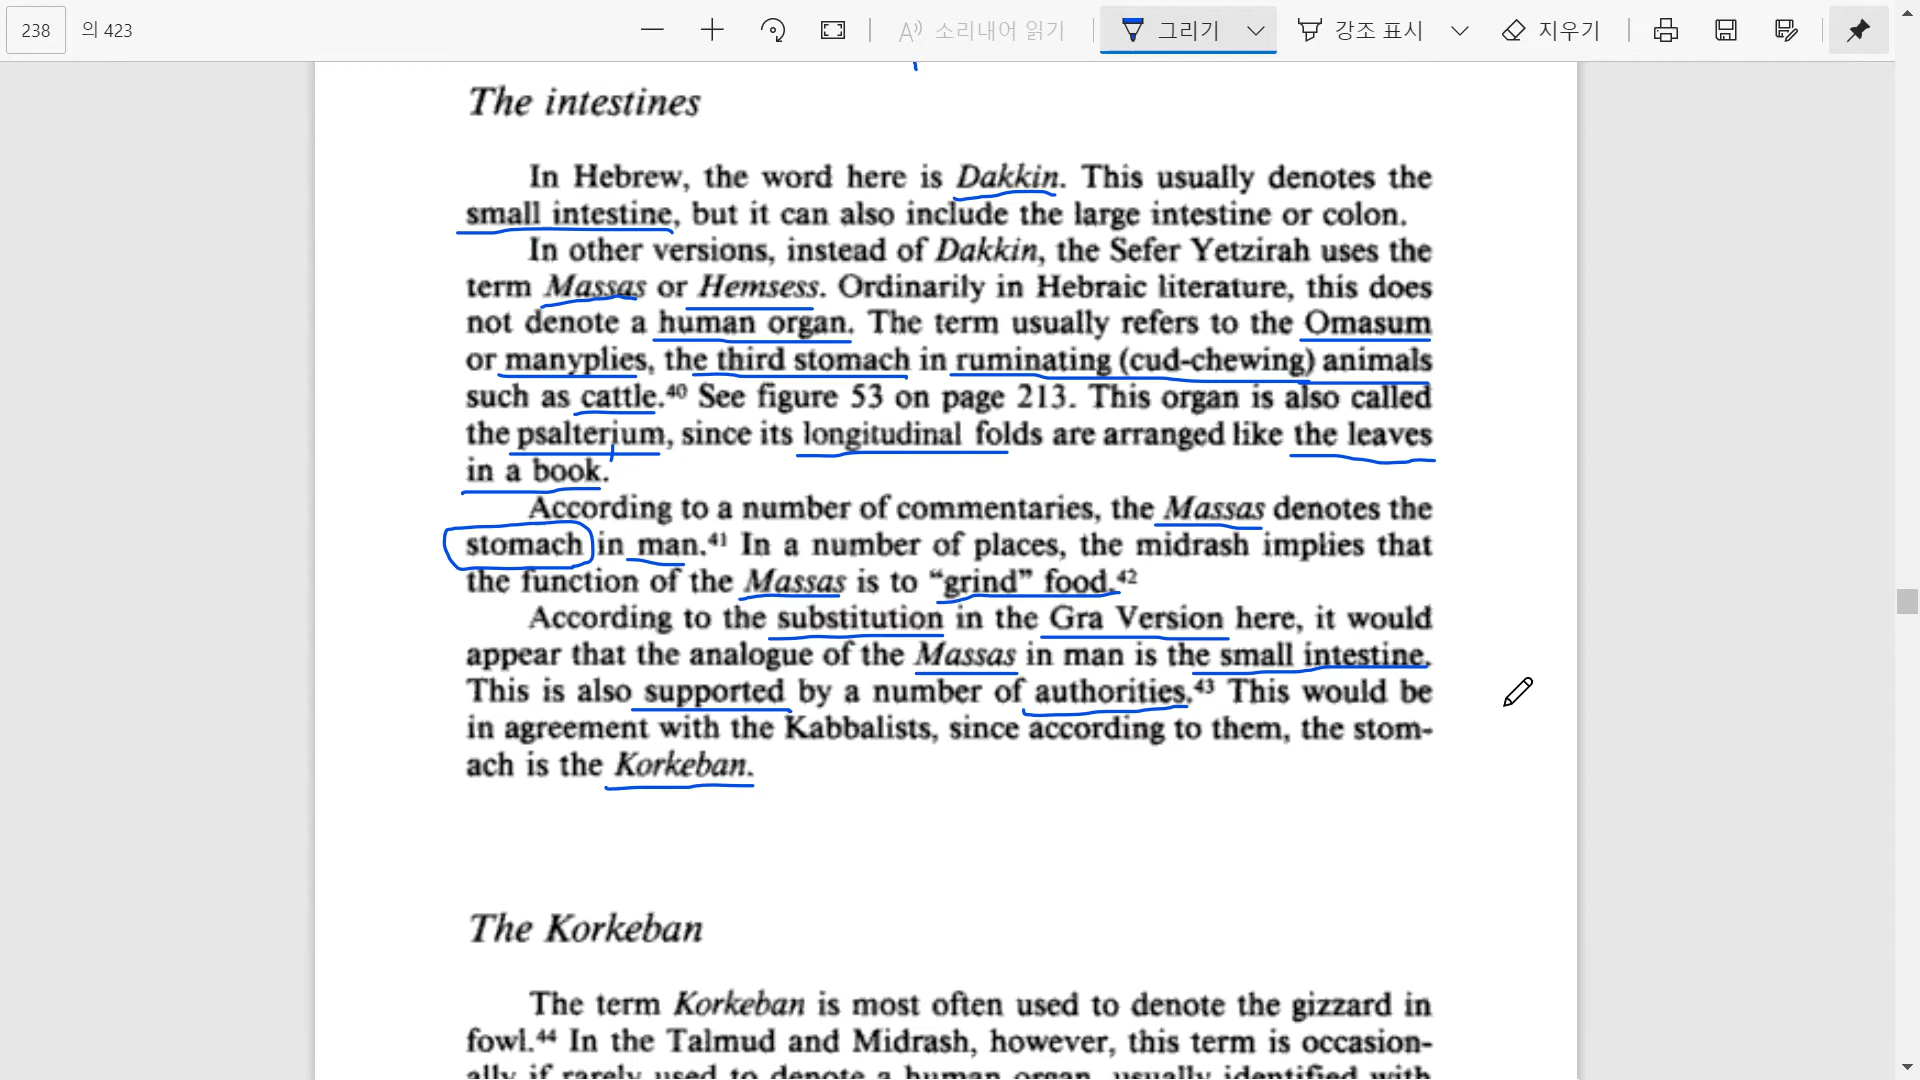 238 의 423 소리내어 읽기 그리기 강조 표시 지우기
The intestines
In Hebrew, the word here is Dakkin. This usually denotes the
small intestine, but it can also include the large intestine or colon.
In other versions, instead of Dakkin, the Sefer Yetzirah uses the
term Massas or Hemsess. Ordinarily in Hebraic literature, this does
not denote a human organ. The term usually refers to the Omasum
or manyplies, the third stomach in ruminating (cud-chewing) animals
such as cattle.⁴⁰ See figure 53 on page 213. This organ is also called
the psalterium, since its longitudinal folds are arranged like the leaves
in a book.
According to a number of commentaries, the Massas denotes the
stomach in man.⁴¹ In a number of places, the midrash implies that
the function of the Massas is to “grind” food.⁴²
According to the substitution in the Gra Version here, it would
appear that the analogue of the Massas in man is the small intestine.
This is also supported by a number of authorities.⁴³ This would be
in agreement with the Kabbalists, since according to them, the stom-
ach is the Korkeban.
The Korkeban
The term Korkeban is most often used to denote the gizzard in
fowl.⁴⁴ In the Talmud and Midrash, however, this term is occasion-
ally if rarely used to denote a human organ, usually identified with